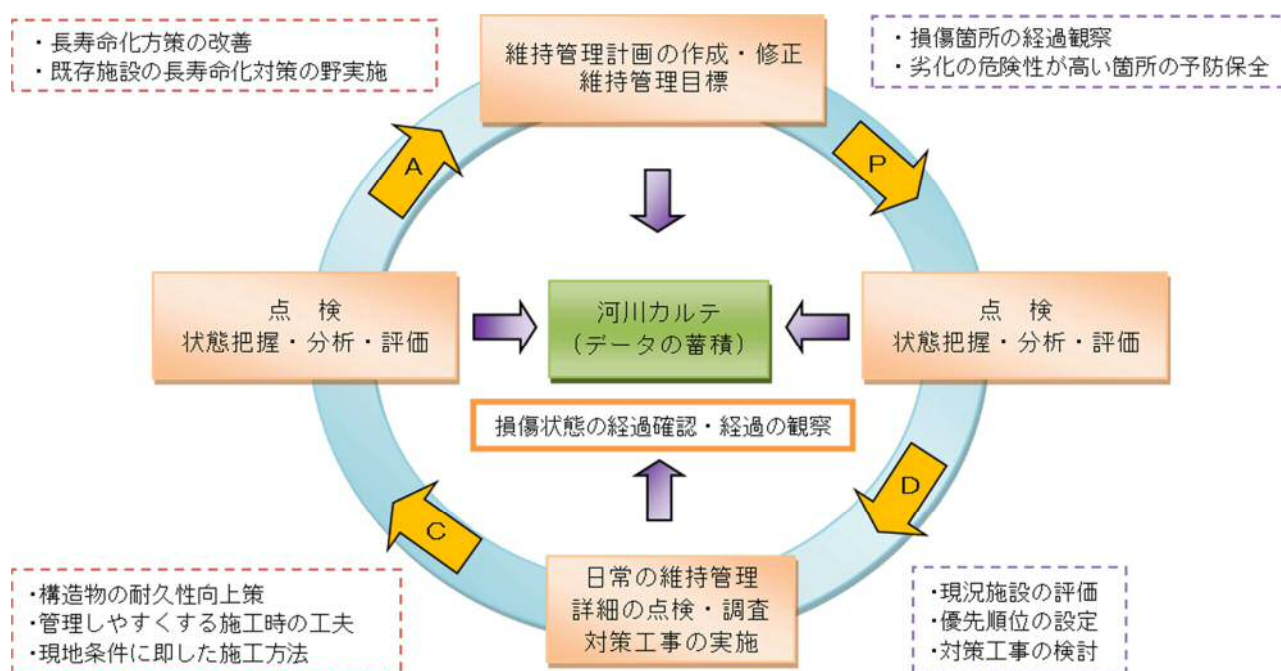 ・長寿命化方策の改善
・既存施設の長寿命化対策の野実施
維持管理計画の作成・修正
維持管理目標
・損傷箇所の経過観察
・劣化の危険性が高い箇所の予防保全
A
P
点　検
状態把握・分析・評価
河川カルテ
（データの蓄積）
点　検
状態把握・分析・評価
損傷状態の経過確認・経過の観察
C
D
・構造物の耐久性向上策
・管理しやすくする施工時の工夫
・現地条件に即した施工方法
日常の維持管理
詳細の点検・調査
対策工事の実施
・現況施設の評価
・優先順位の設定
・対策工事の検討